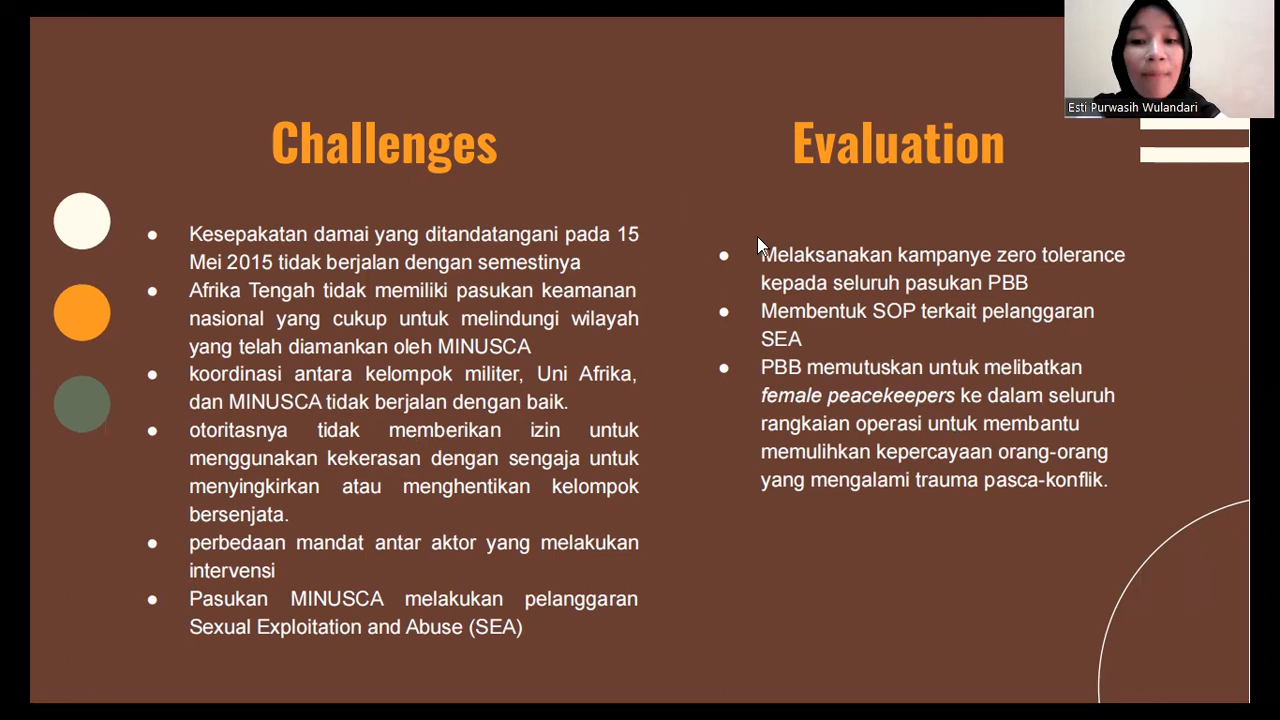 Esti Purwasih Wulandari
Challenges
Kesepakatan damai yang ditandatangani pada 15
Mei 2015 tidak berjalan dengan semestinya
Afrika Tengah tidak memiliki pasukan keamanan
nasional yang cukup untuk melindungi wilayah
yang telah diamankan oleh MINUSCA
koordinasi antara kelompok militer, Uni Afrika,
dan MINUSCA tidak berjalan dengan baik.
otoritasnya tidak memberikan izin untuk
menggunakan kekerasan dengan sengaja untuk
menyingkirkan atau menghentikan kelompok
bersenjata.
perbedaan mandat antar aktor yang melakukan
intervensi
Pasukan MINUSCA melakukan pelanggaran
Sexual Exploitation and Abuse (SEA)
Evaluation
Melaksanakan kampanye zero tolerance
kepada seluruh pasukan PBB
Membentuk SOP terkait pelanggaran
SEA
PBB memutuskan untuk melibatkan
female peacekeepers ke dalam seluruh
rangkaian operasi untuk membantu
memulihkan kepercayaan orang-orang
yang mengalami trauma pasca-konflik.